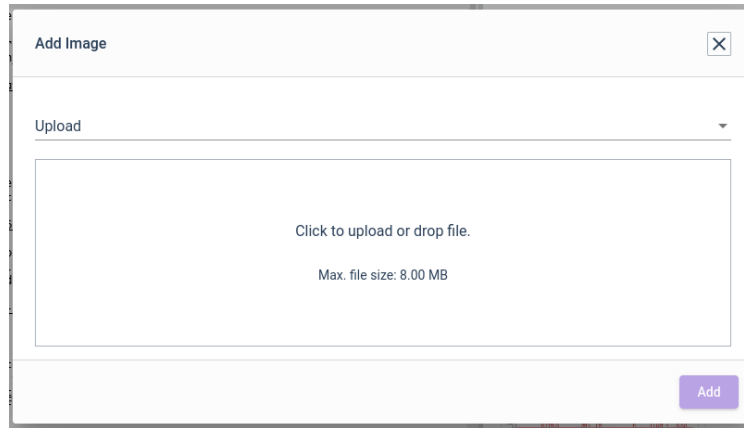 Add Image
Upload
Click to upload or drop file.
Max. file size: 8.00 MB
Add